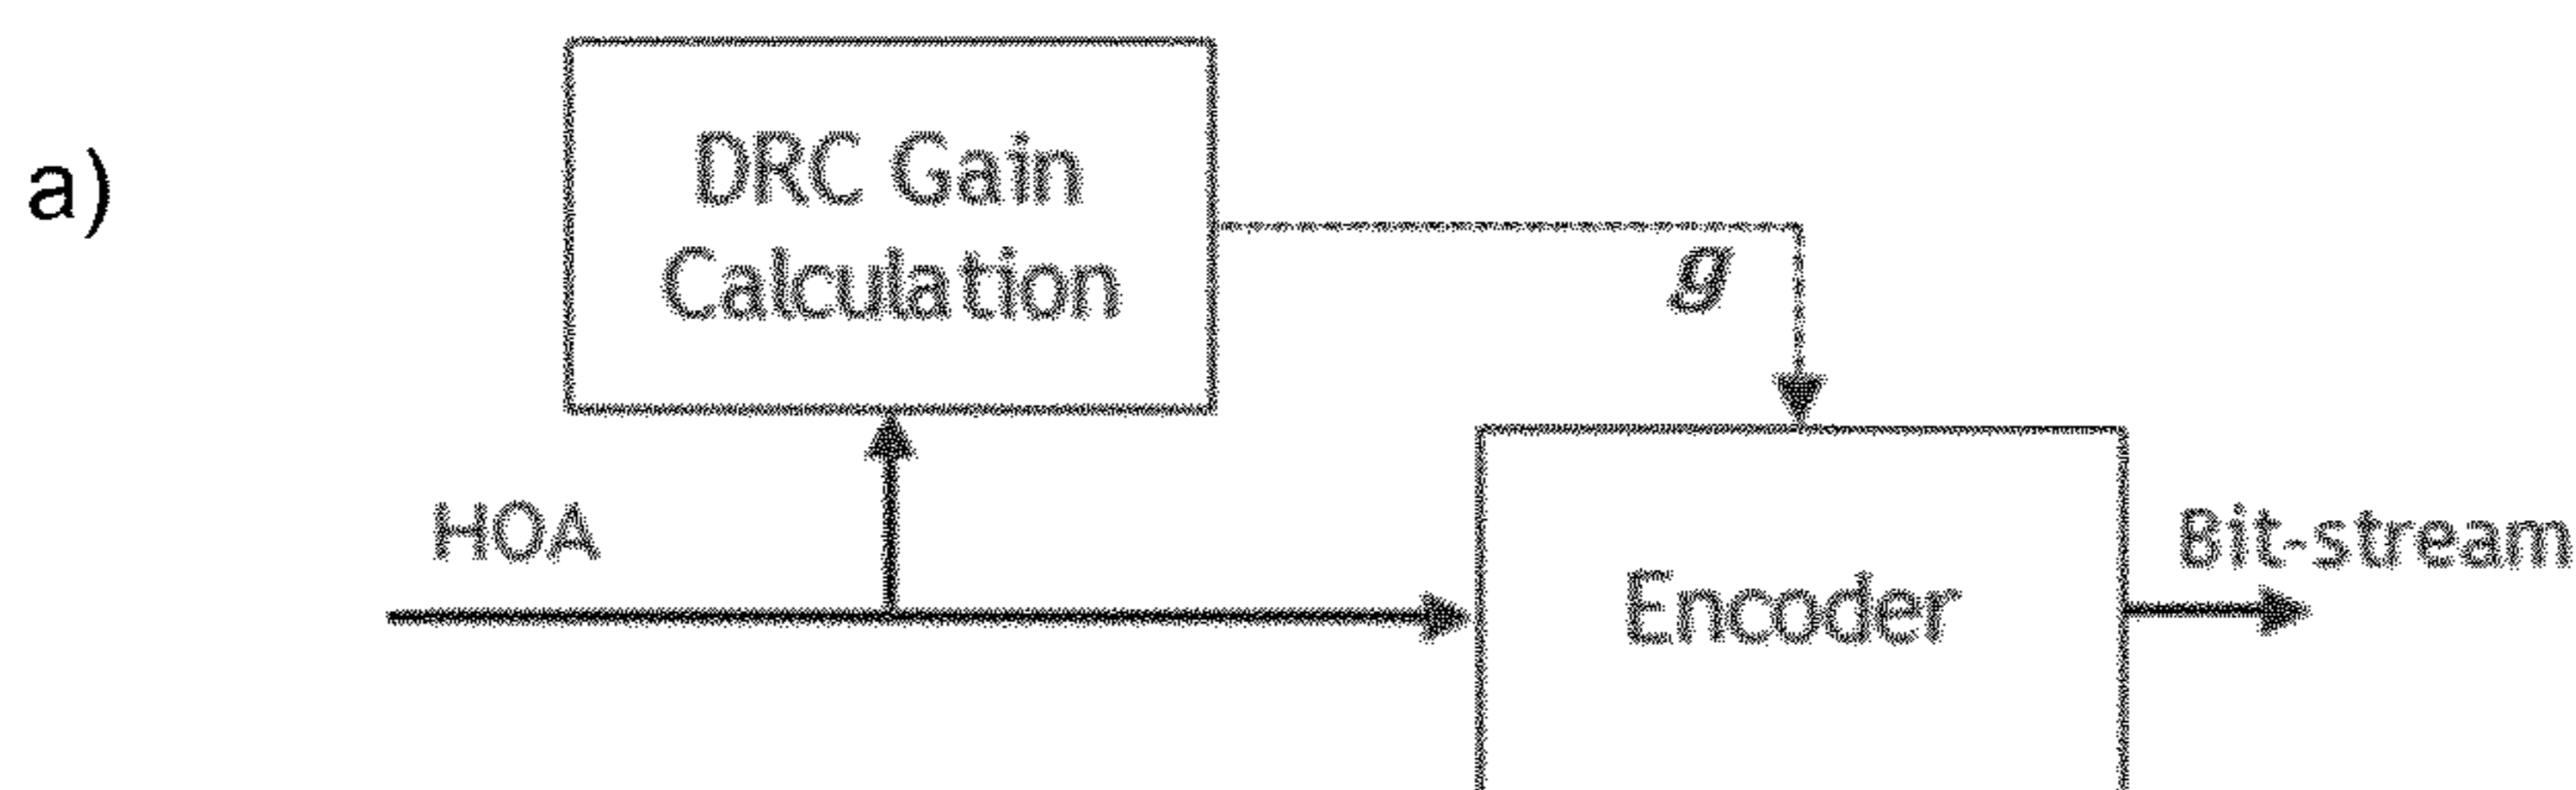 a)
DRC Gain
Calculation
g
HOA
Bit-stream
Encoder